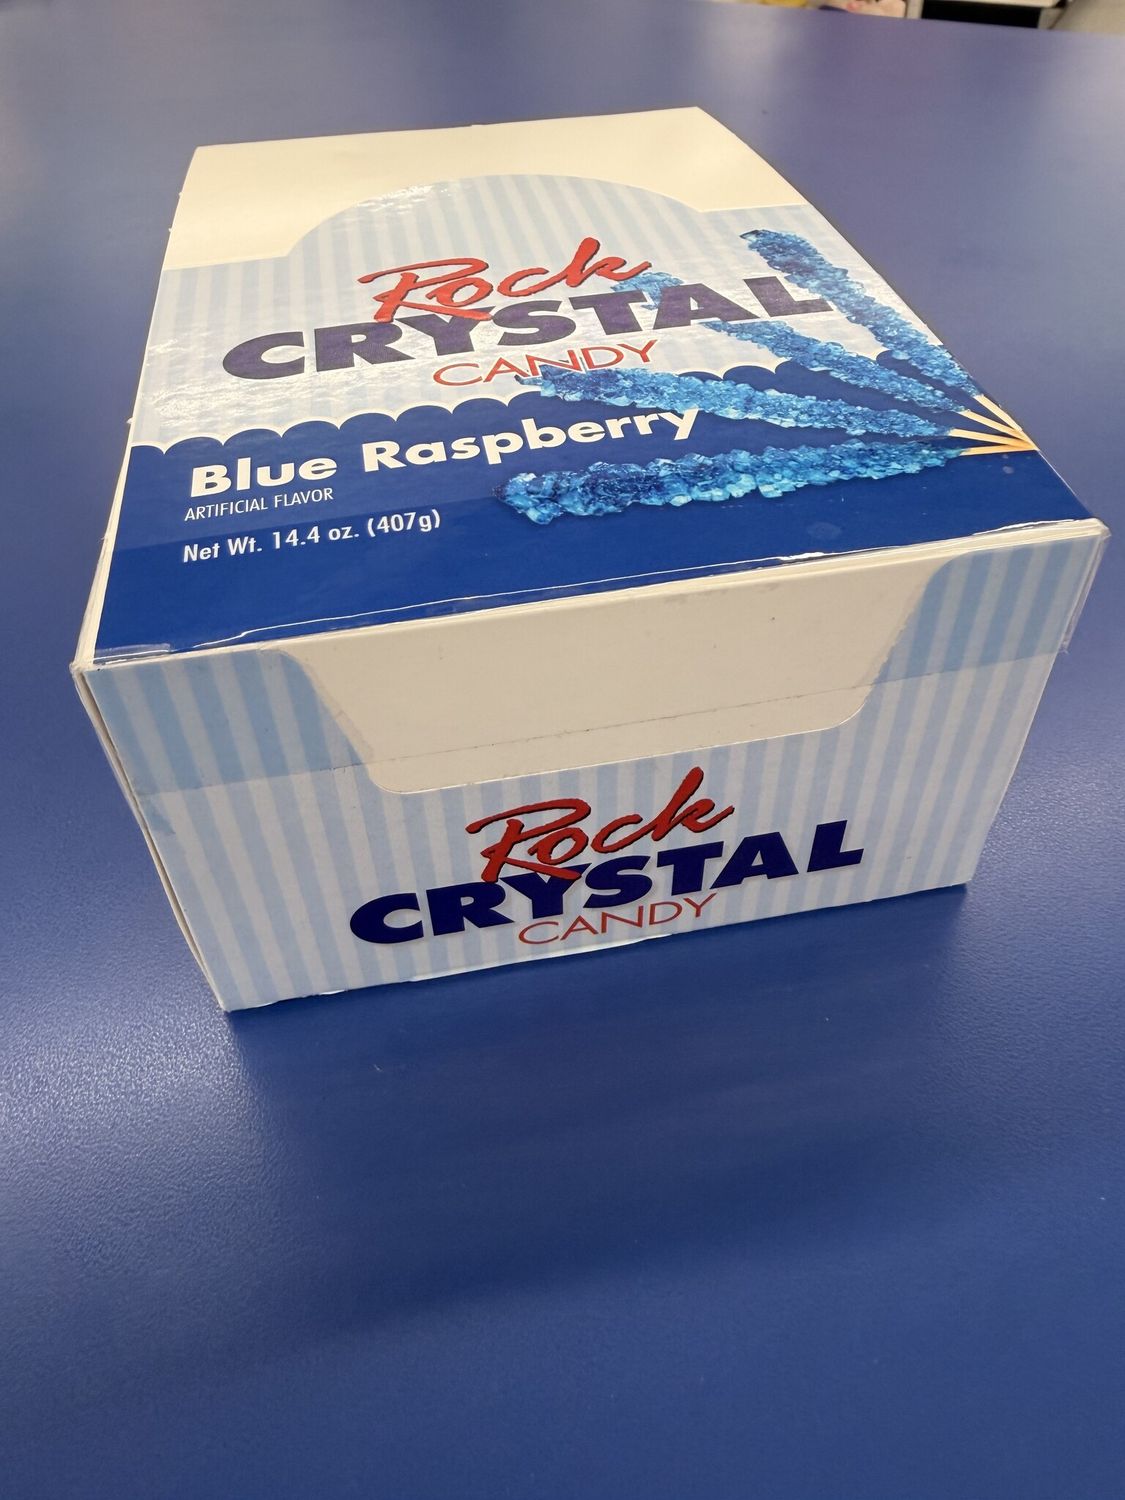 Rock
CRYSTAL
CANDY
Blue Raspberry
ARTIFICIAL FLAVOR
Net Wt. 14.4 oz. (407g)
Rock
CRYSTAL
CANDY